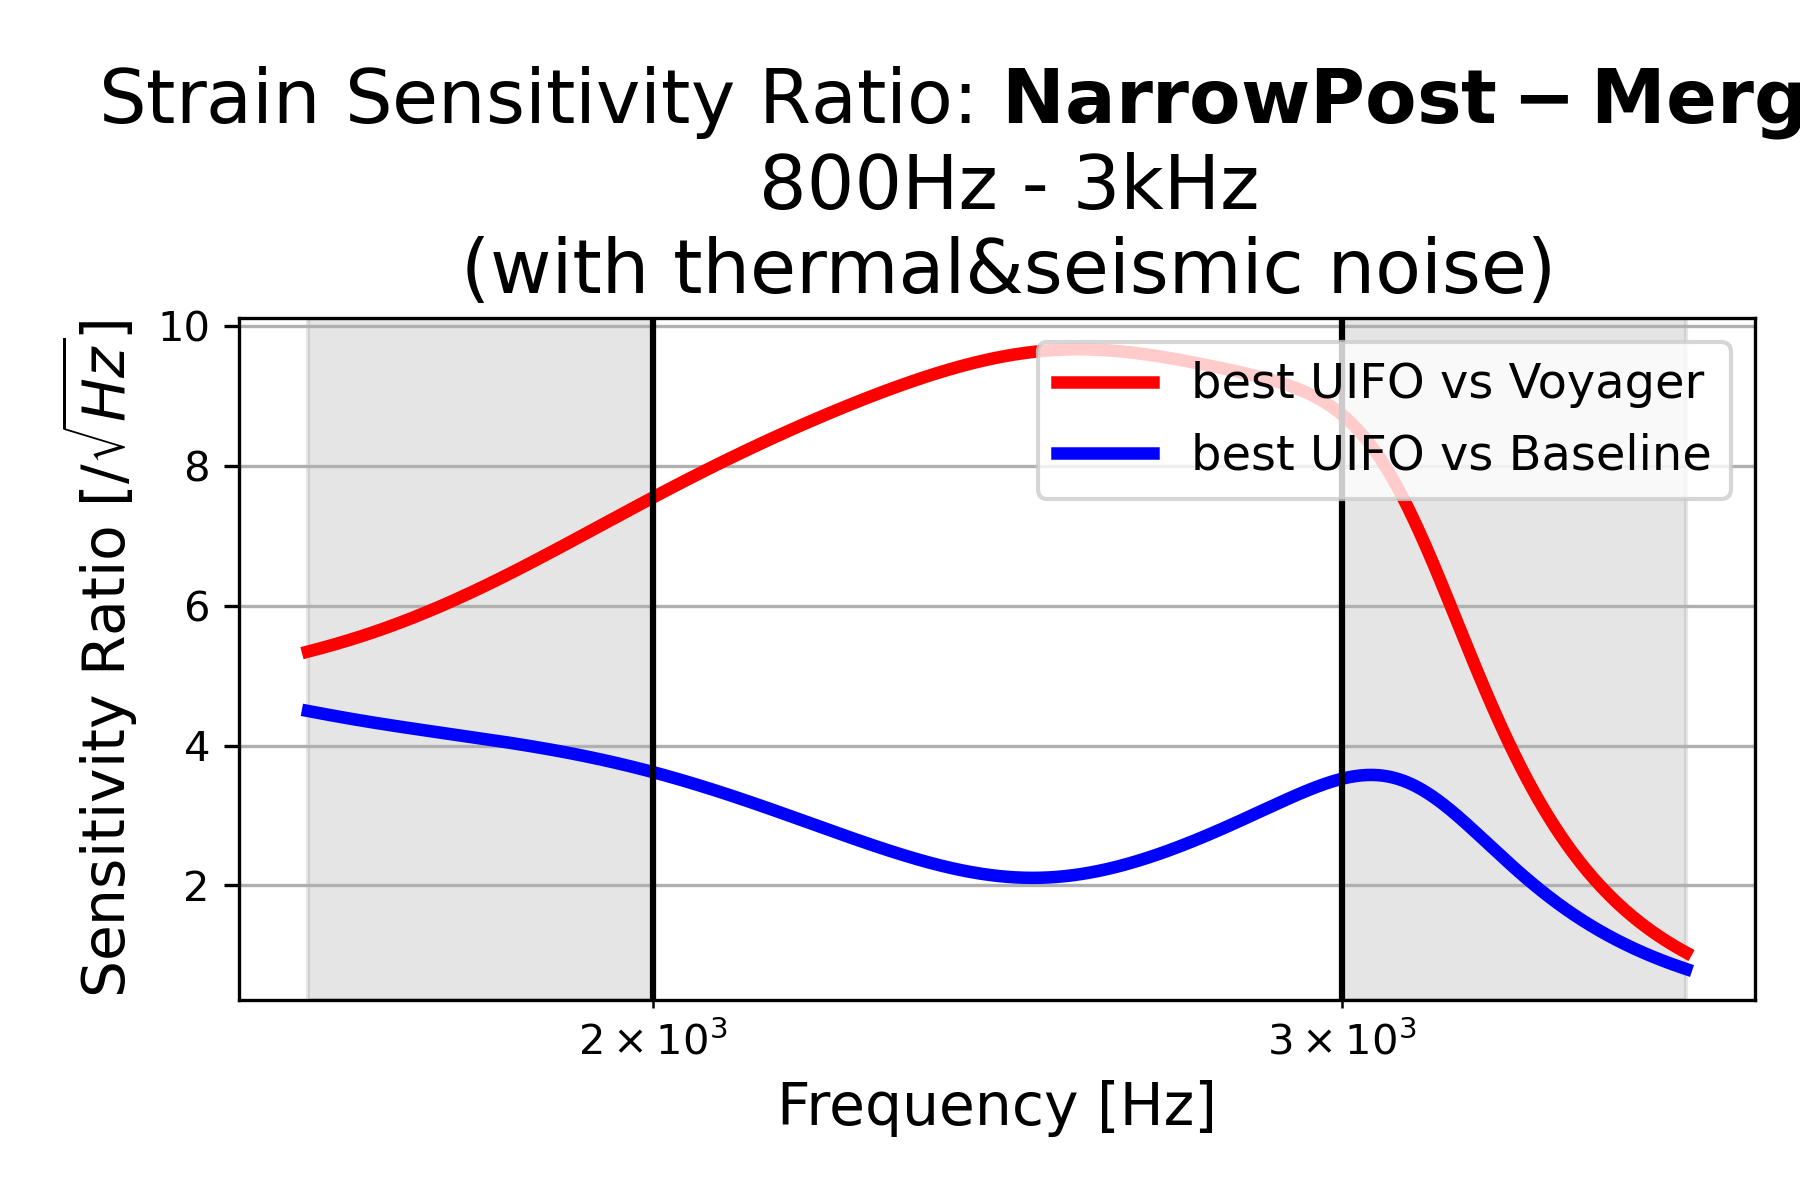 Strain Sensitivity Ratio: NarrowPost − Merg
800Hz - 3kHz
(with thermal&seismic noise)
Sensitivity Ratio [/√Hz]
10
8
6
4
2
best UIFO vs Voyager
best UIFO vs Baseline
2 × 10³
3 × 10³
Frequency [Hz]